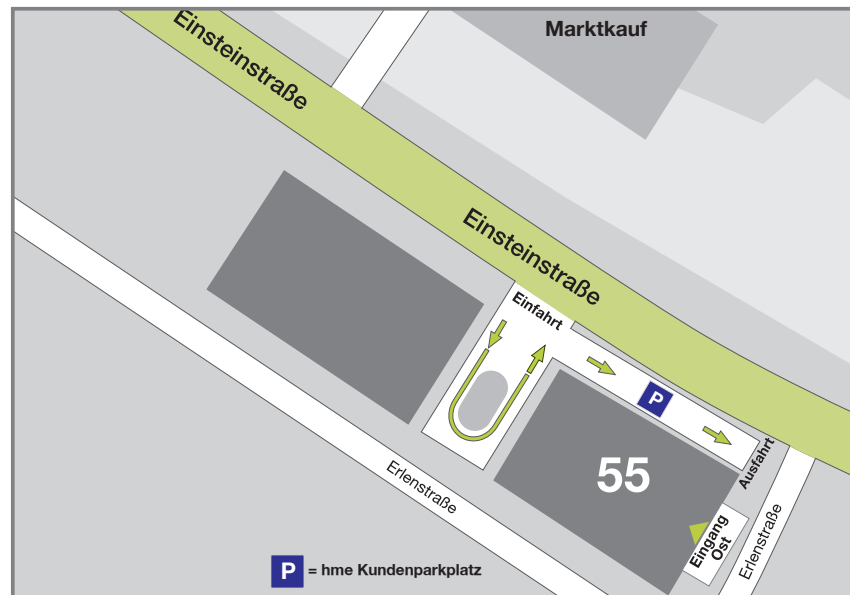 Marktkauf
Einsteinstraße
Einsteinstraße
Einfahrt
P
Ausfahrt
55
Erlenstraße
Eingang
Ost
Erlenstraße
P = hme Kundenparkplatz